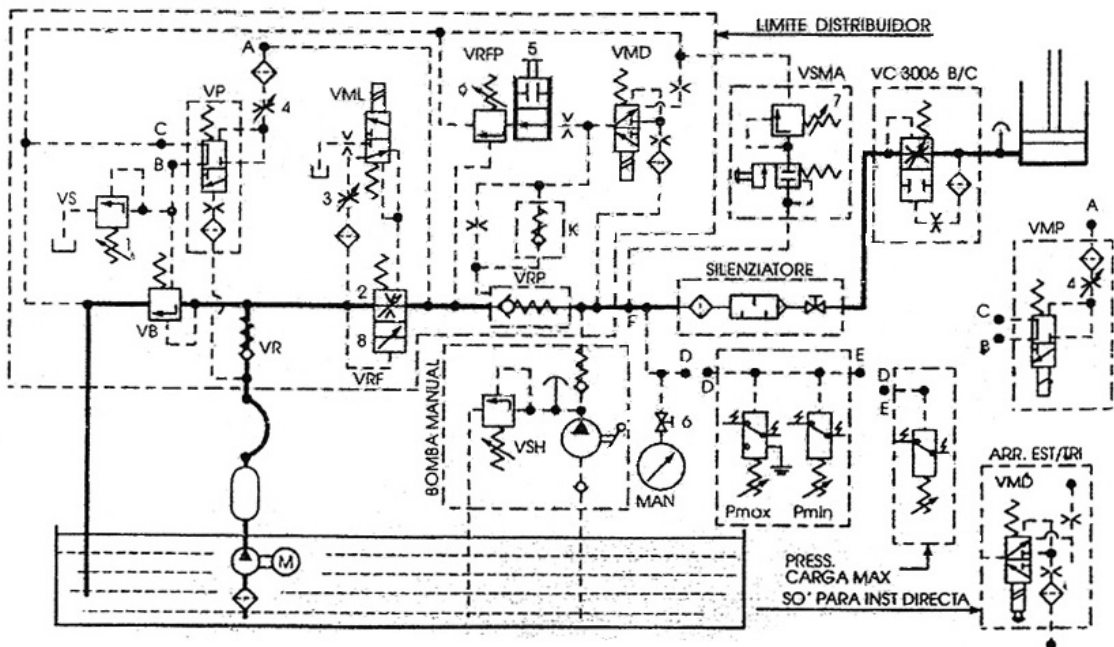 LIMITE DISTRIBUIDOR
A
VRFP
5
VMD
VSMA
VC 3006 B/C
VP
4
VML
7
C
B
VS
3
K
A
VMP
2
VRP
SILENZIATORE
4
C
B
VB
VR
8
F
VRF
D
D
E
D
E
BOMBA MANUAL
VSH
6
MAN
ARR. EST/TRI
VMD
Pmax
Pmin
M
PRESS.
CARGA MAX
SO' PARA INST DIRECTA